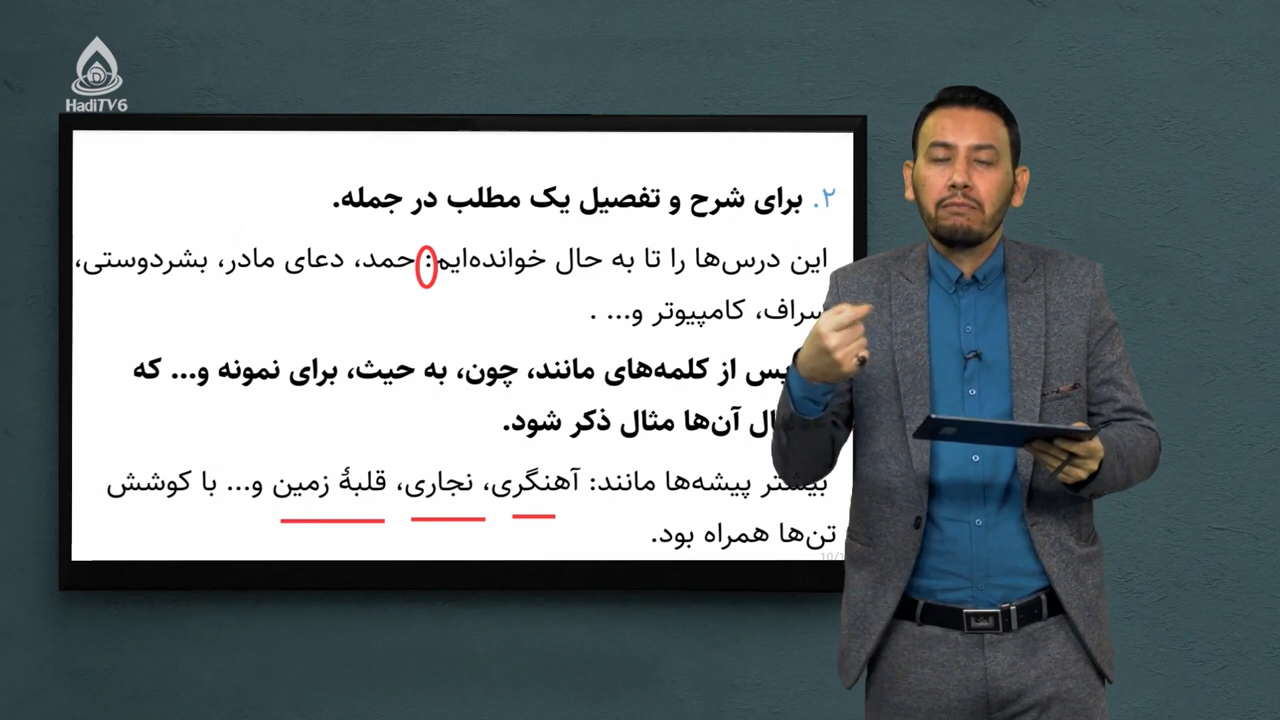 HadiTV6
۲. برای شرح و تفصیل یک مطلب در جمله.
این درس‌ها را تا به حال خوانده‌ایم: حمد، دعای مادر، بشردوستی،
کامپیوتر و... .
پس از کلمه‌های مانند، چون، به حیث، برای نمونه و... که
آن‌ها مثال ذکر شود.
بیشتر پیشه‌ها مانند: آهنگری، نجاری، قلبهٔ زمین و... با کوشش
تن‌ها همراه بود.